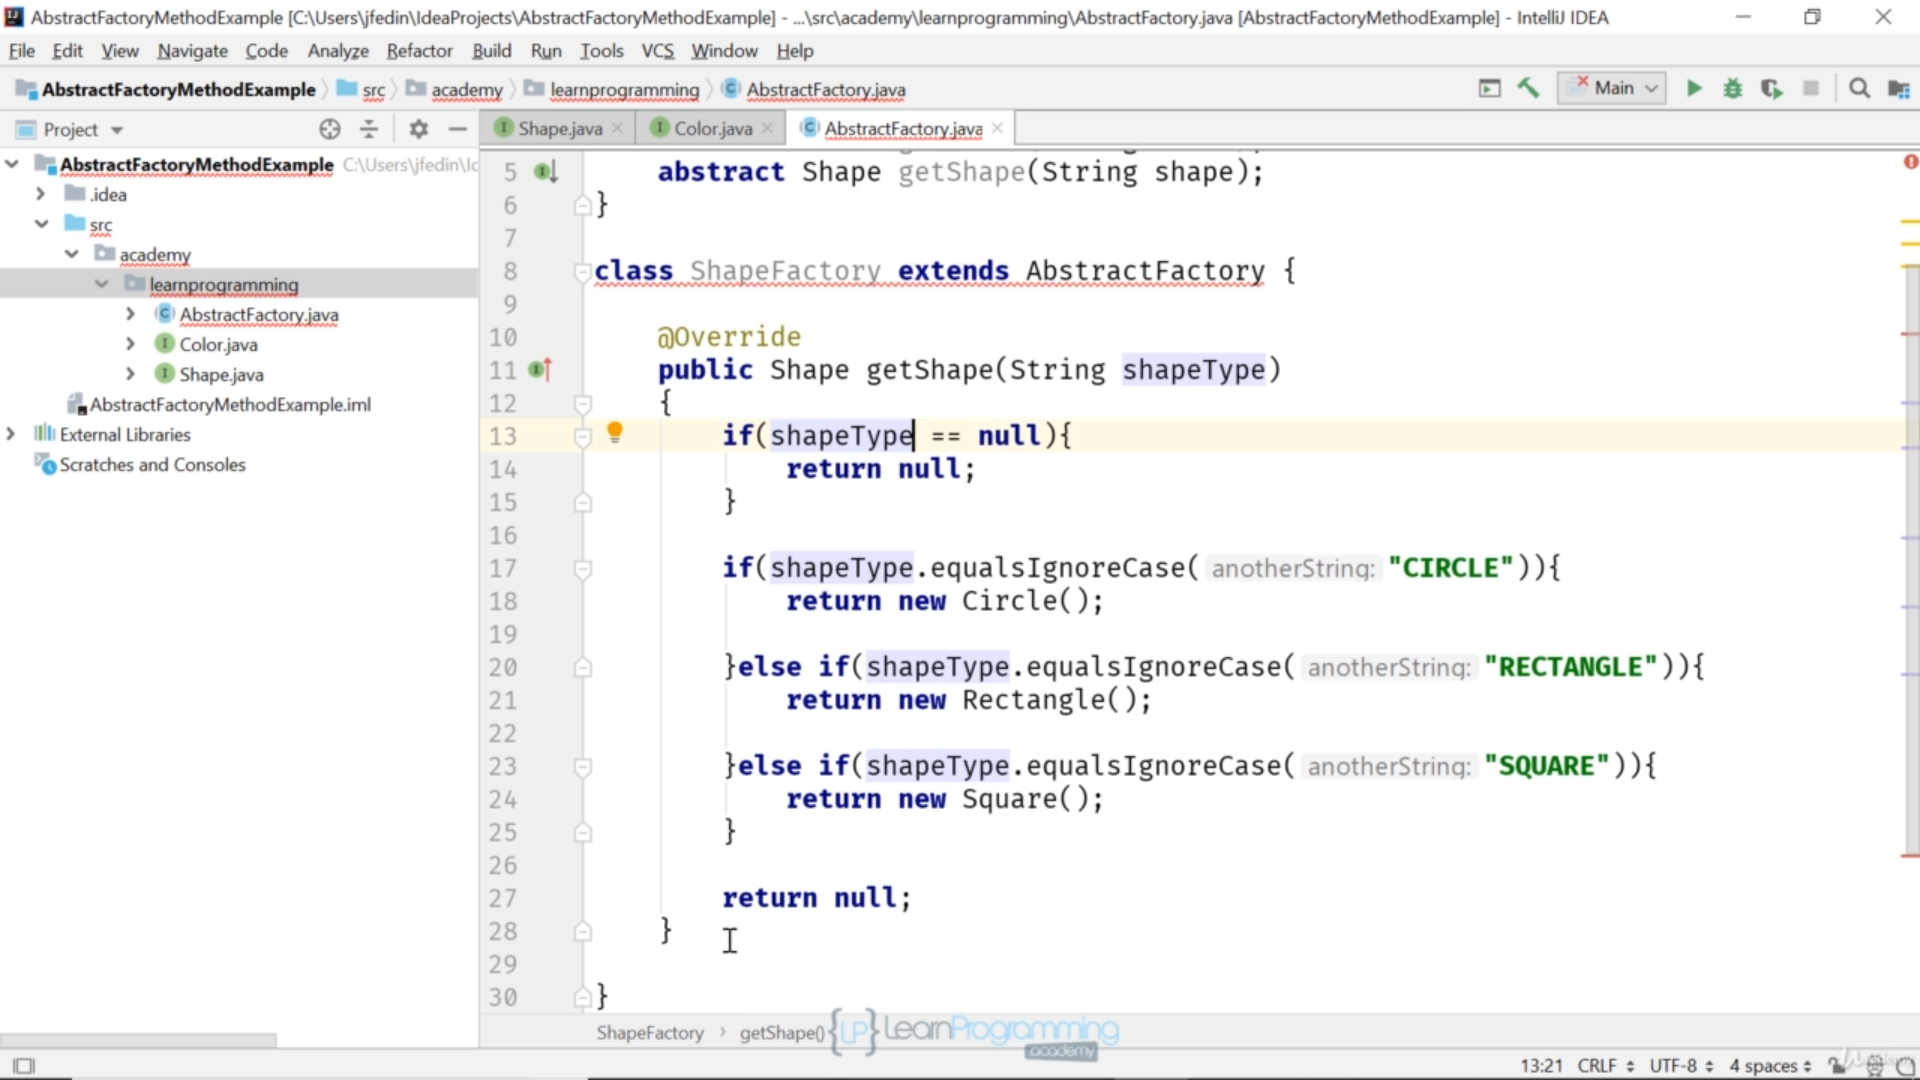 AbstractFactoryMethodExample [C:\Users\jfedin\IdeaProjects\AbstractFactoryMethodExample] - ...\src\academy\learnprogramming\AbstractFactory.java [AbstractFactoryMethodExample] - IntelliJ IDEA
File Edit View Navigate Code Analyze Refactor Build Run Tools VCS Window Help
AbstractFactoryMethodExample src academy learnprogramming AbstractFactory.java Main
Project Shape.java Color.java AbstractFactory.java
AbstractFactoryMethodExample C:\Users\jfedin\Ic
.idea
src
academy
learnprogramming
AbstractFactory.java
Color.java
Shape.java
AbstractFactoryMethodExample.iml
External Libraries
Scratches and Consoles
5 abstract Shape getShape(String shape);
6 }
7
8 class ShapeFactory extends AbstractFactory {
9
10 @Override
11 public Shape getShape(String shapeType)
12 {
13 if(shapeType == null){
14 return null;
15 }
16
17 if(shapeType.equalsIgnoreCase( anotherString: "CIRCLE")){
18 return new Circle();
19
20 }else if(shapeType.equalsIgnoreCase( anotherString: "RECTANGLE")){
21 return new Rectangle();
22
23 }else if(shapeType.equalsIgnoreCase( anotherString: "SQUARE")){
24 return new Square();
25 }
26
27 return null;
28 }
29
30 }
ShapeFactory getShape()
{LP} LearnProgramming
academy
13:21 CRLF UTF-8 4 spaces